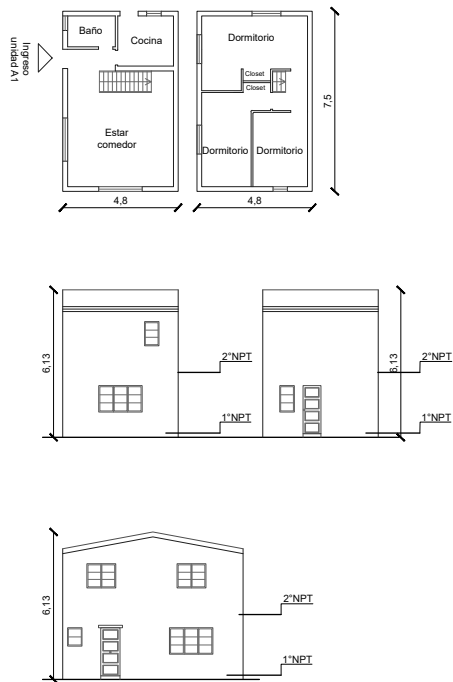 Baño
Cocina
Ingreso
unidad A1
Estar
comedor
4,8
Dormitorio
Closet
Closet
Dormitorio
Dormitorio
7,5
4,8
6,13
2°NPT
1°NPT
6,13
2°NPT
1°NPT
6,13
2°NPT
1°NPT